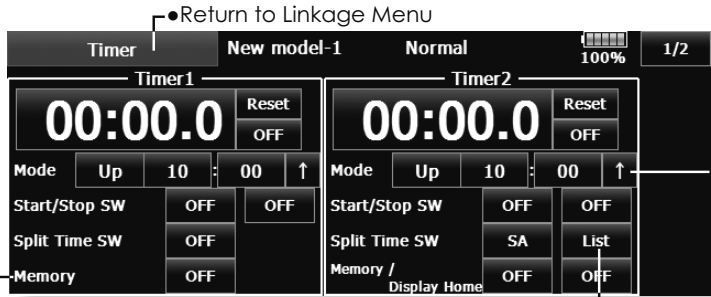 ●Return to Linkage Menu
Timer New model-1 Normal 100% 1/2
Timer1 Timer2
00:00.0 Reset 00:00.0 Reset
OFF OFF
Mode Up 10 : 00 ↑ Mode Up 10 : 00 ↑
Start/Stop SW OFF OFF Start/Stop SW OFF OFF
Split Time SW OFF Split Time SW SA List
Memory OFF Memory / OFF OFF
Display Home